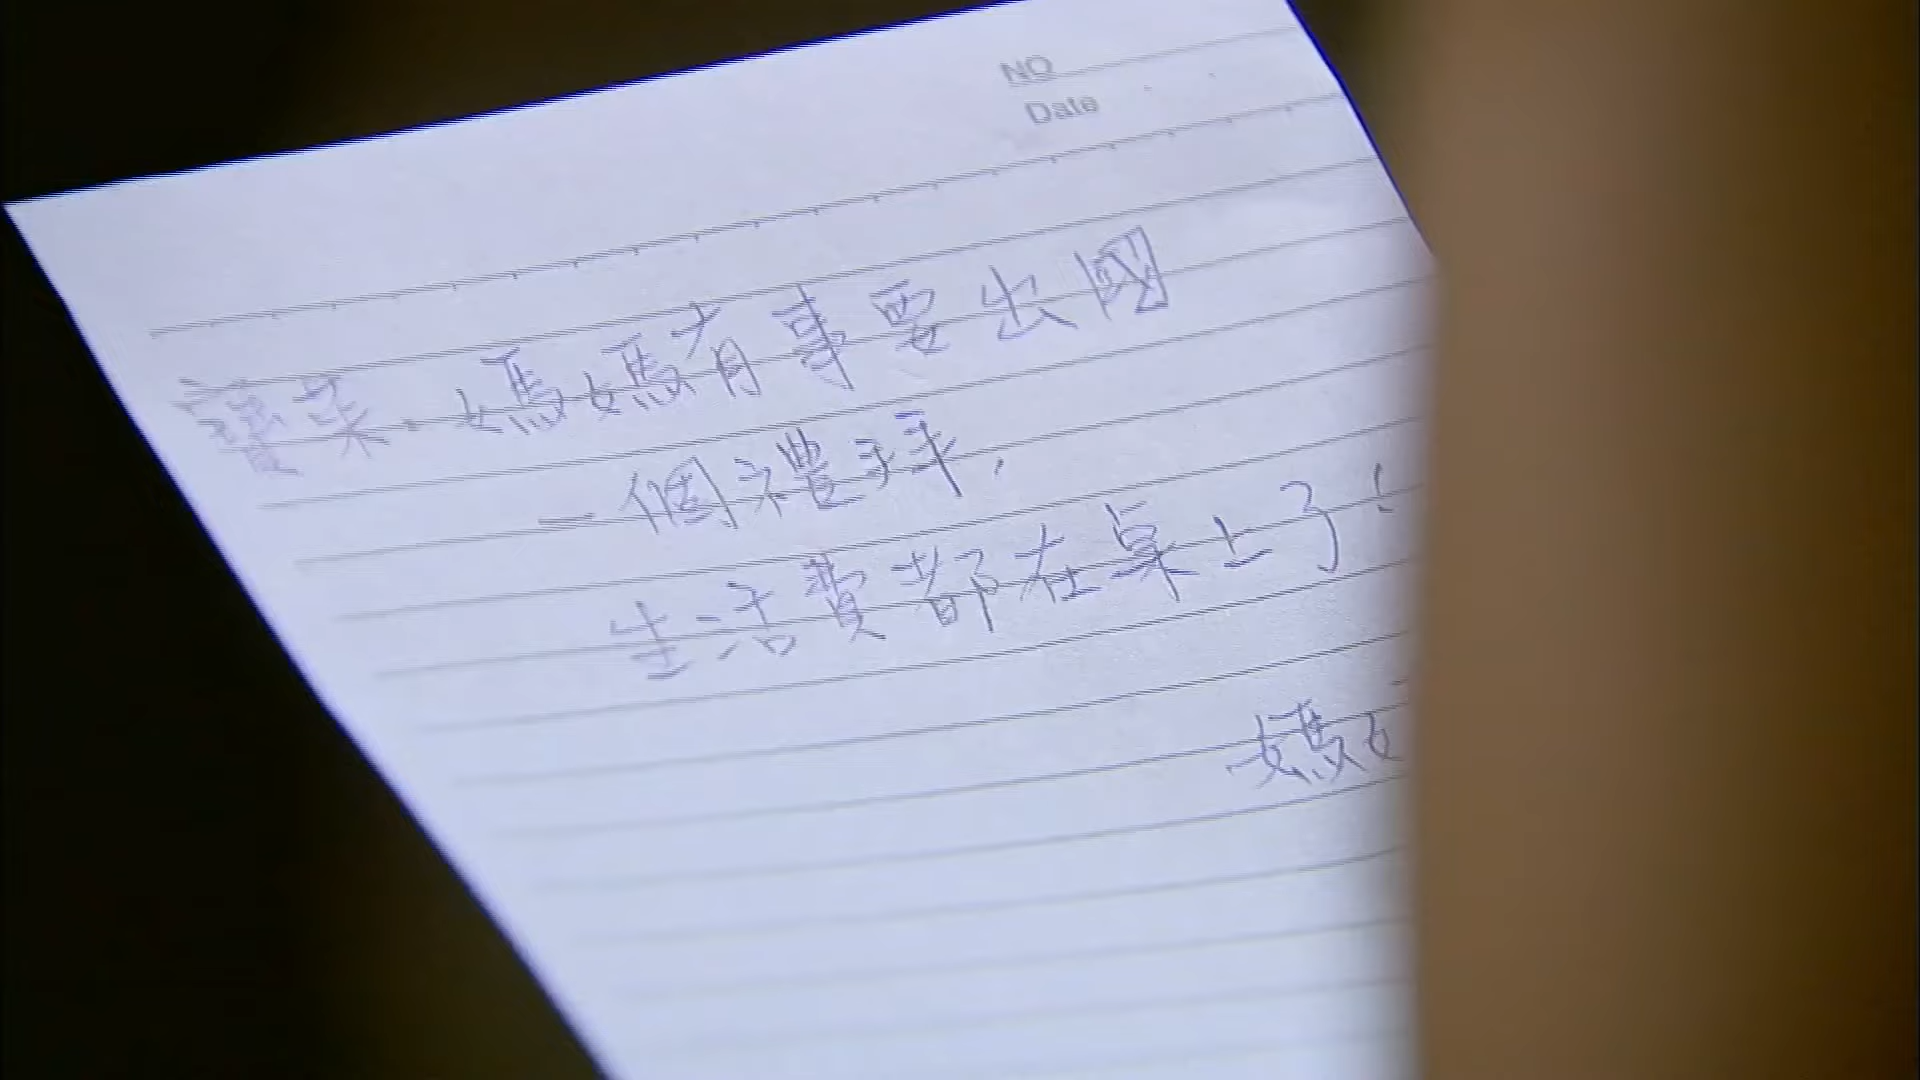 NO
Date
媽媽有事要出國
一個禮拜,
生活費都在桌上了!
媽